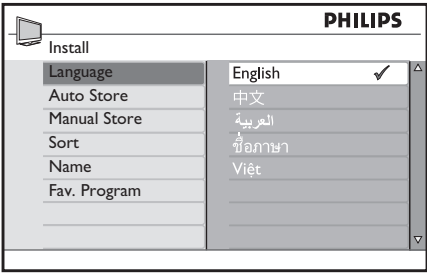 PHILIPS
Install
Language
Auto Store
Manual Store
Sort
Name
Fav. Program
English ✓
中文
العربية
ชื่อภาษา
Việt